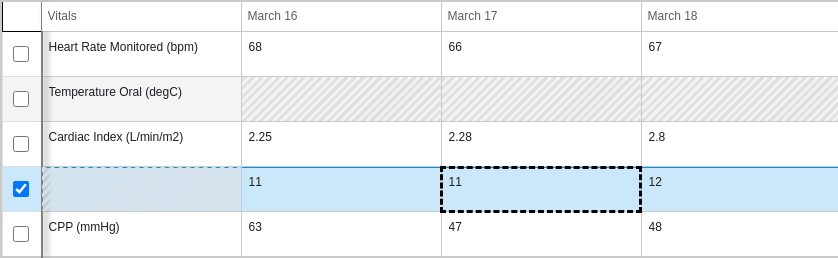 Vitals March 16 March 17 March 18
Heart Rate Monitored (bpm) 68 66 67
Temperature Oral (degC)
Cardiac Index (L/min/m2) 2.25 2.28 2.8
11 11 12
CPP (mmHg) 63 47 48